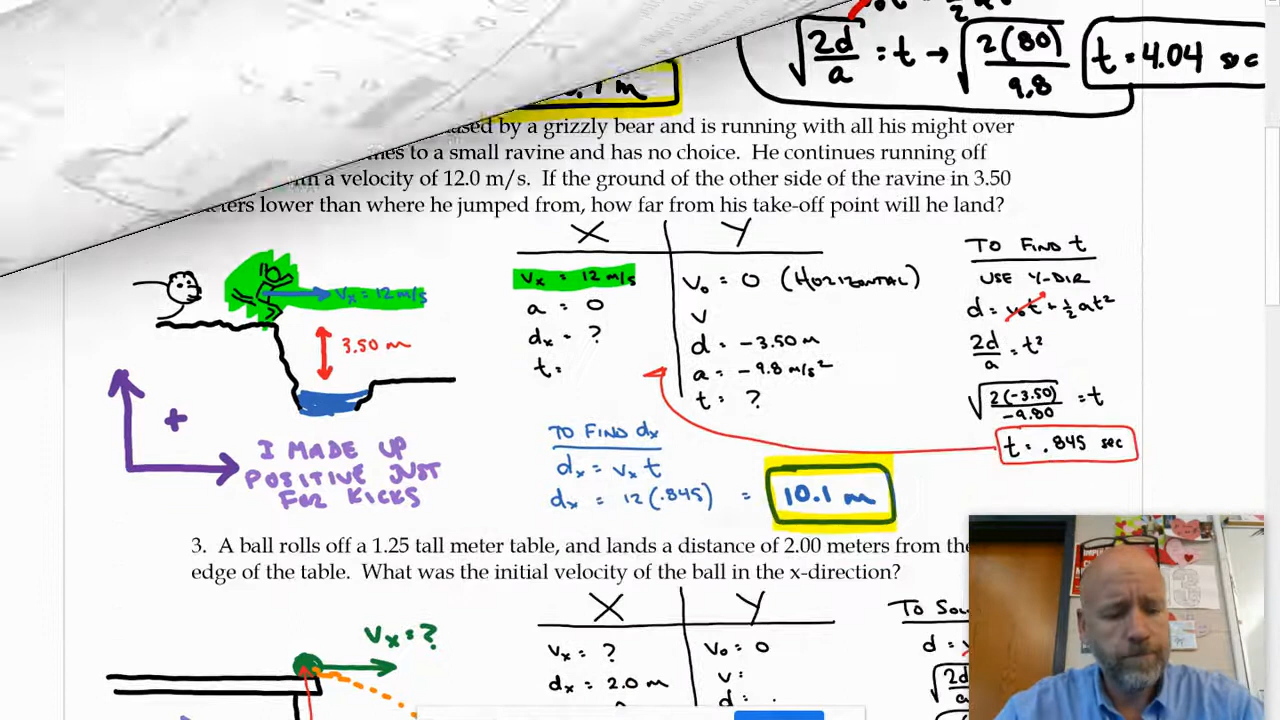 √2d/a = t → √2(80)/9.8
t = 4.04 sec
by a grizzly bear and is running with all his might over
to a small ravine and has no choice. He continues running off
a velocity of 12.0 m/s. If the ground of the other side of the ravine in 3.50
lower than where he jumped from, how far from his take-off point will he land?
X Y
Vx = 12 m/s
a = 0
dx = ?
t =
V₀ = 0 (HORIZONTAL)
V
d = -3.50 m
a = -9.8 m/s²
t = ?
TO FIND t
USE Y-DIR
d = v₀t + ½at²
2d/a = t²
√2(-3.50)/-9.80 = t
t = .845 sec
Vx = 12 m/s
3.50 m
+
I MADE UP
POSITIVE JUST
FOR KICKS
TO FIND dx
dx = Vx t
dx = 12(.845) = 10.1 m
3. A ball rolls off a 1.25 tall meter table, and lands a distance of 2.00 meters from the
edge of the table. What was the initial velocity of the ball in the x-direction?
X Y
Vx = ?
Vx = ?
dx = 2.0 m
V₀ = 0
V =
d =
TO
d =